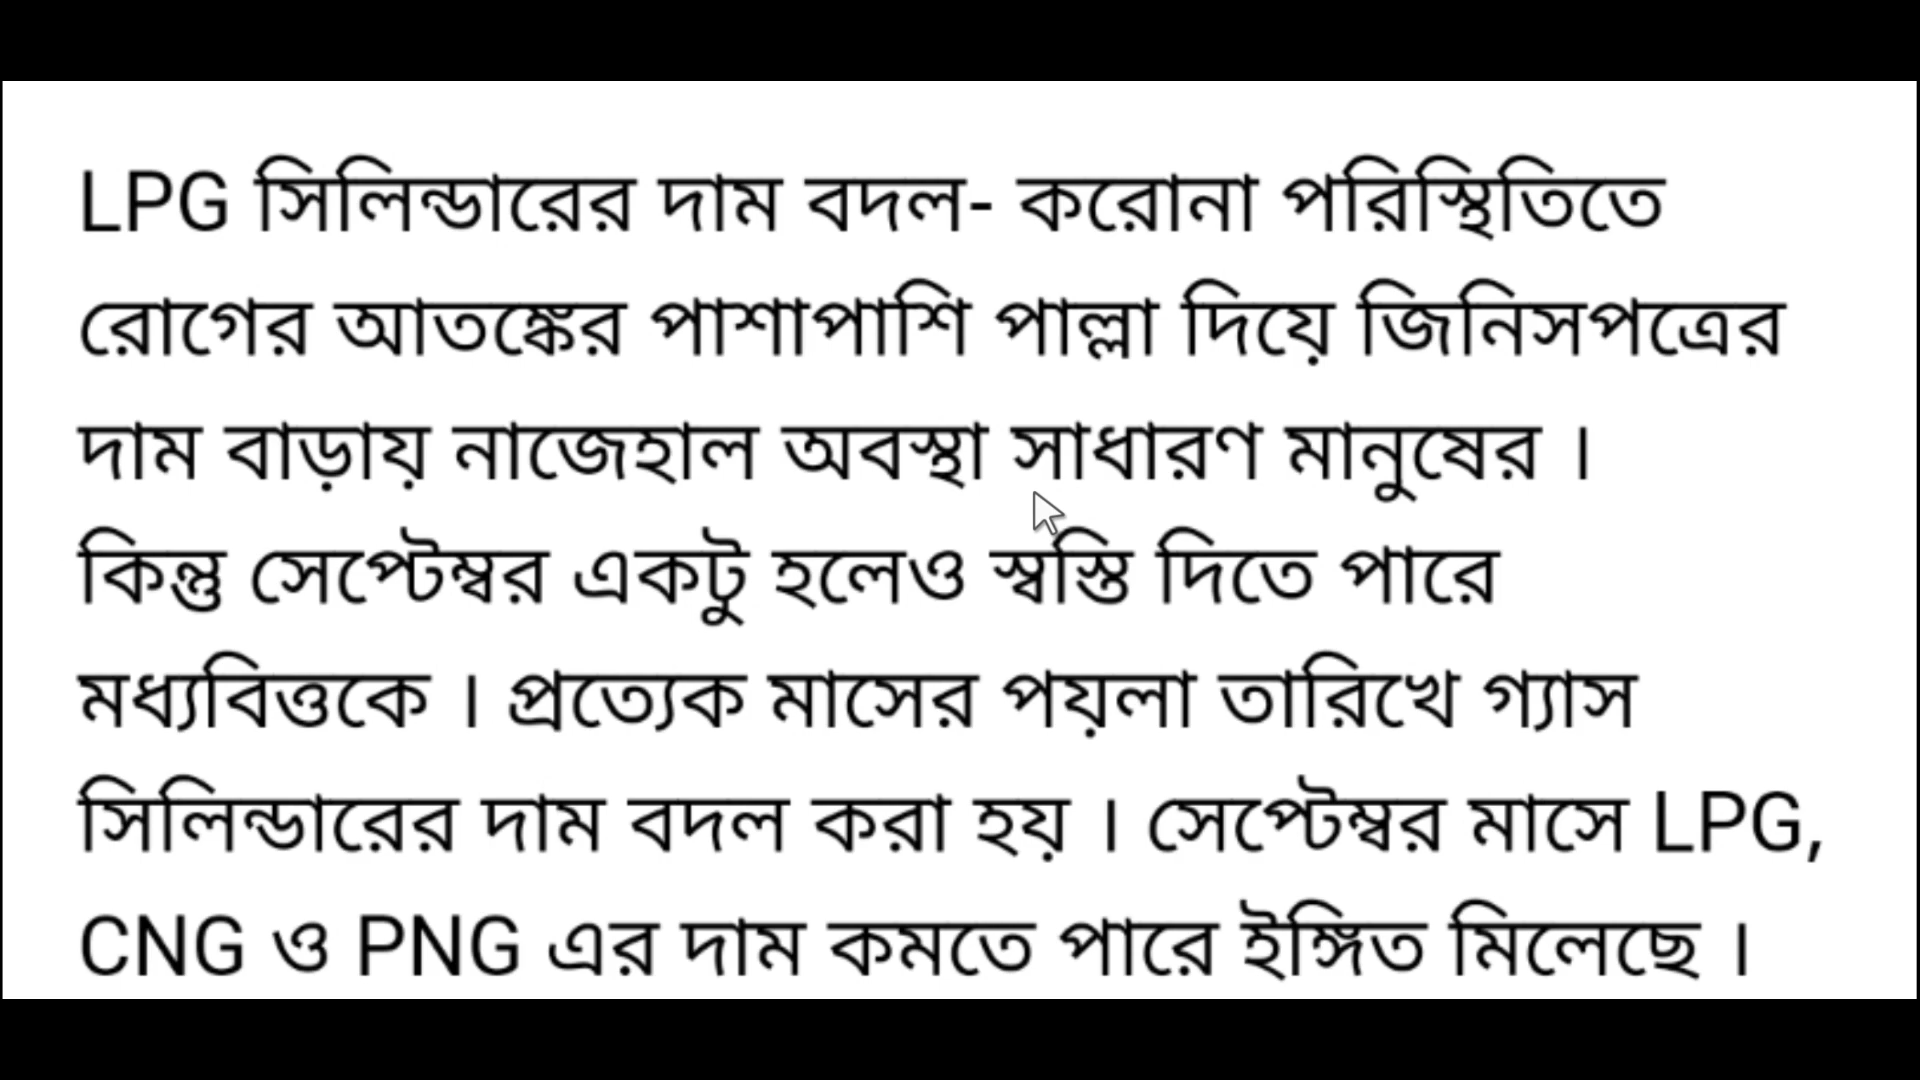 LPG সিলিন্ডারের দাম বদল- করোনা পরিস্থিতিতে
রোগের আতঙ্কের পাশাপাশি পাল্লা দিয়ে জিনিসপত্রের
দাম বাড়ায় নাজেহাল অবস্থা সাধারণ মানুষের ।
কিন্তু সেপ্টেম্বর একটু হলেও স্বস্তি দিতে পারে
মধ্যবিত্তকে । প্রত্যেক মাসের পয়লা তারিখে গ্যাস
সিলিন্ডারের দাম বদল করা হয় । সেপ্টেম্বর মাসে LPG,
CNG ও PNG এর দাম কমতে পারে ইঙ্গিত মিলেছে ।